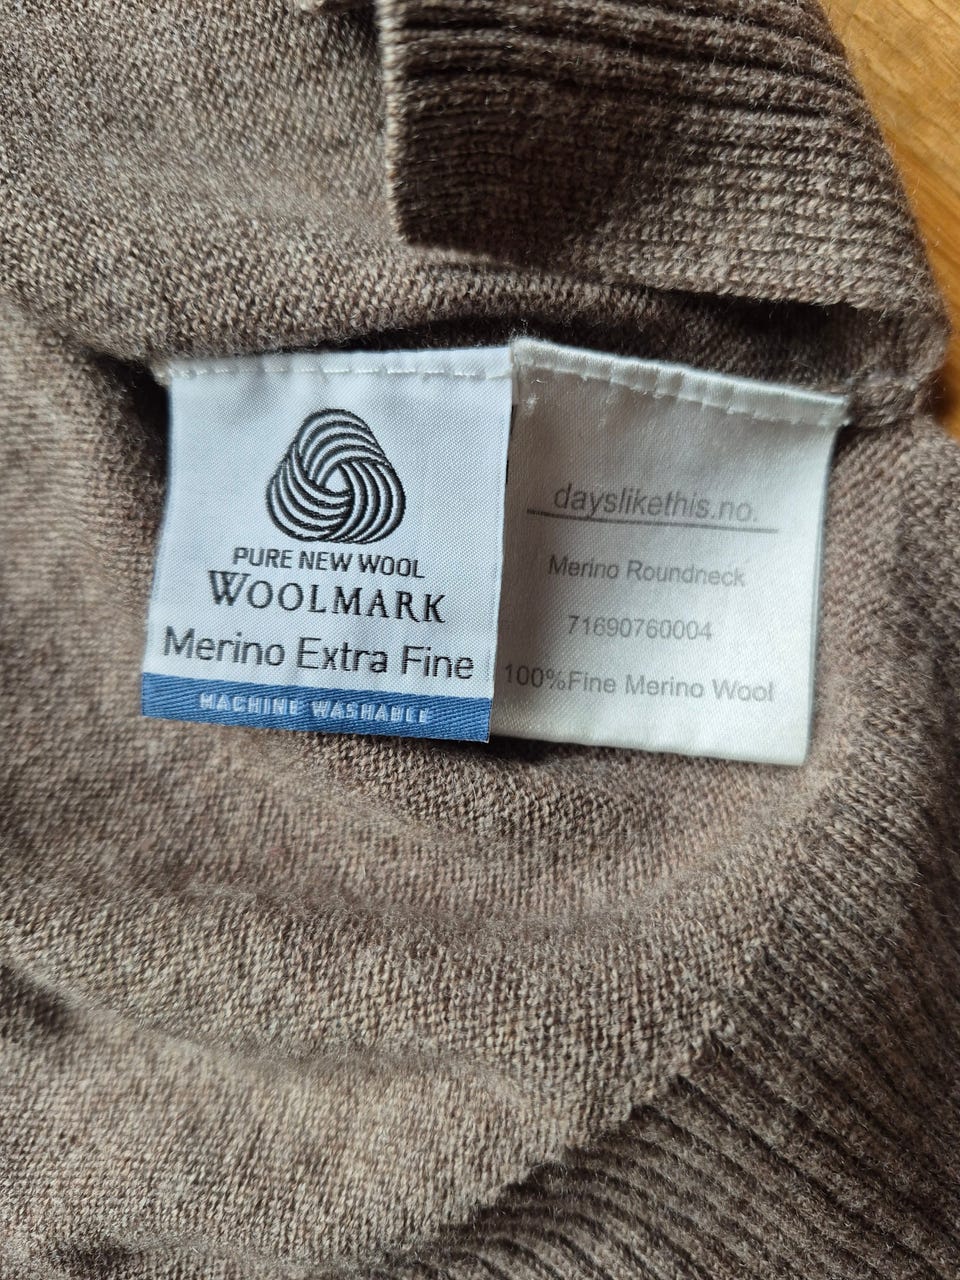 PURE NEW WOOL
WOOLMARK
Merino Extra Fine
MACHINE WASHABLE
dayslikethis.no.
Merino Roundneck
71690760004
100%Fine Merino Wool